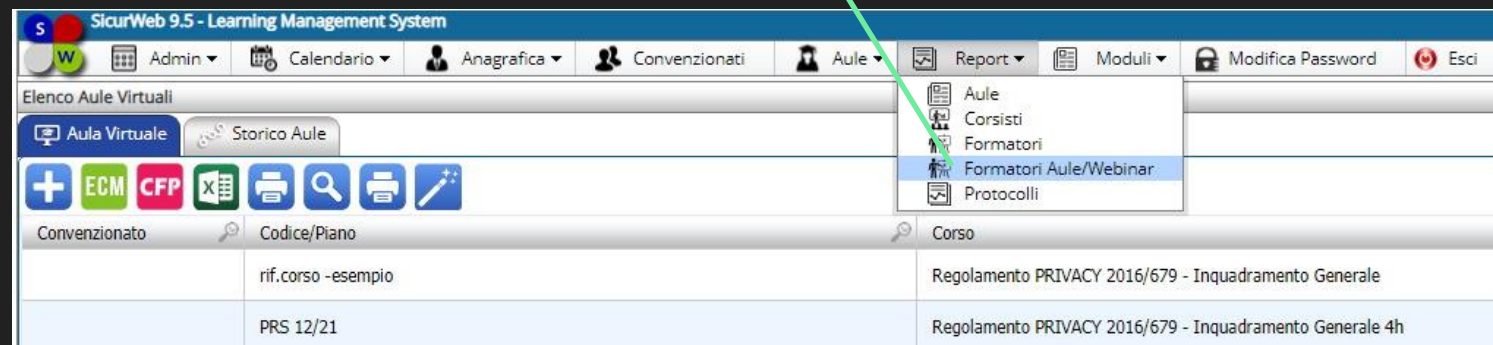 SicurWeb 9.5 - Learning Management System
S
W
Admin Calendario Anagrafica Convenzionati Aule Report Moduli Modifica Password Esci
Elenco Aule Virtuali
Aule
Corsisti
Formatori
Formatori Aule/Webinar
Protocolli
Aula Virtuale Storico Aule
ECM CFP X
Convenzionato Codice/Piano Corso
rif.corso -esempio Regolamento PRIVACY 2016/679 - Inquadramento Generale
PRS 12/21 Regolamento PRIVACY 2016/679 - Inquadramento Generale 4h